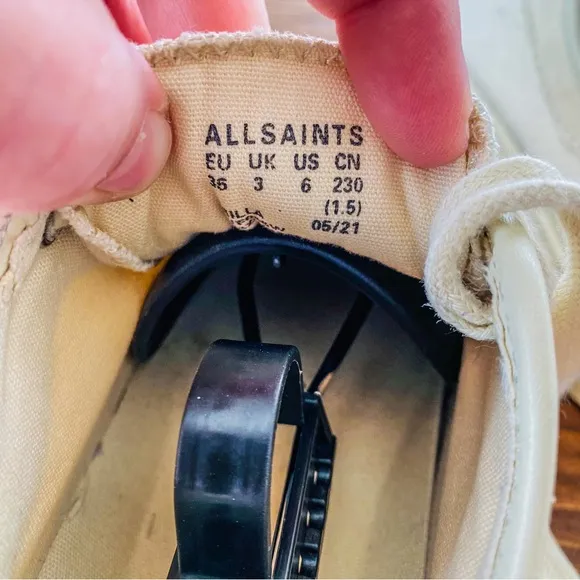 ALLSAINTS
EU UK US CN
36 3 6 230
(1.5)
05/21